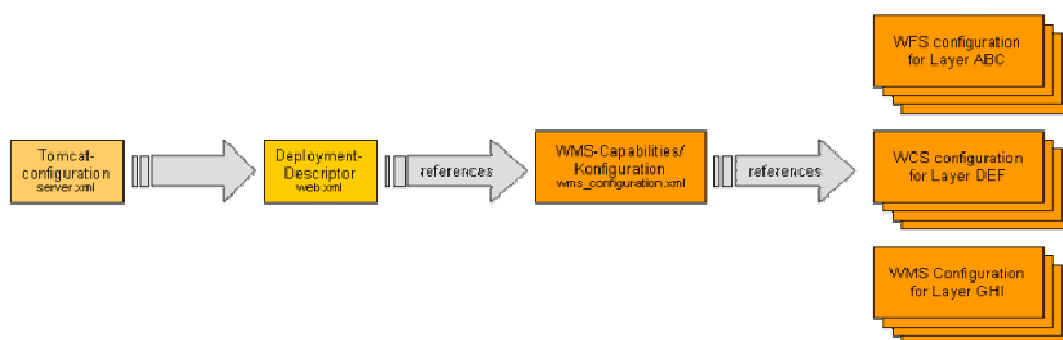 Tomcat-
configuration
server.xml
Deployment-
Descriptor
web.xml
references
WMS-Capabilities/
Konfiguration
wms_configuration.xml
references
WFS configuration
for Layer ABC
WCS configuration
for Layer DEF
WMS Configuration
for Layer GHI